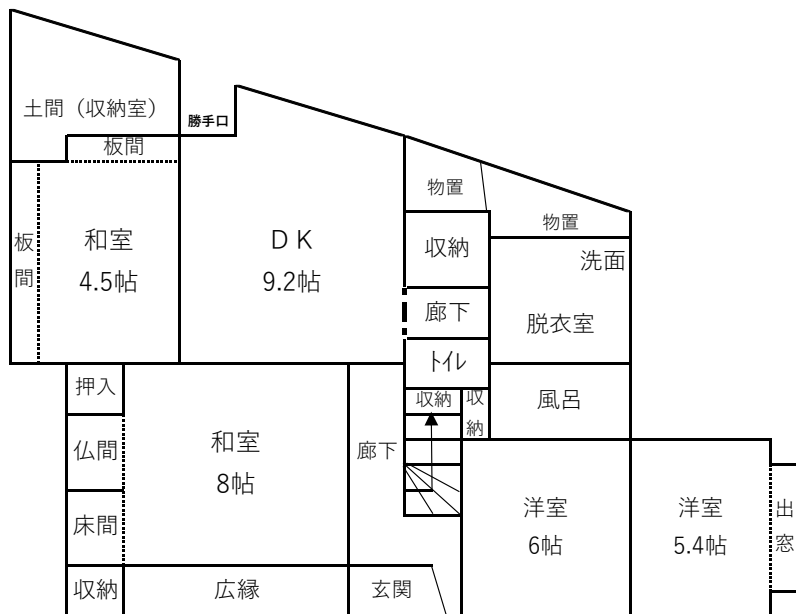 土間（収納室）
勝手口
板間
物置
物置
板
間
和室
4.5帖
ＤＫ
9.2帖
収納
洗面
廊下
脱衣室
トイレ
押入
収納
収
納
風呂
仏間
和室
8帖
廊下
床間
洋室
6帖
洋室
5.4帖
出
窓
収納
広縁
玄関